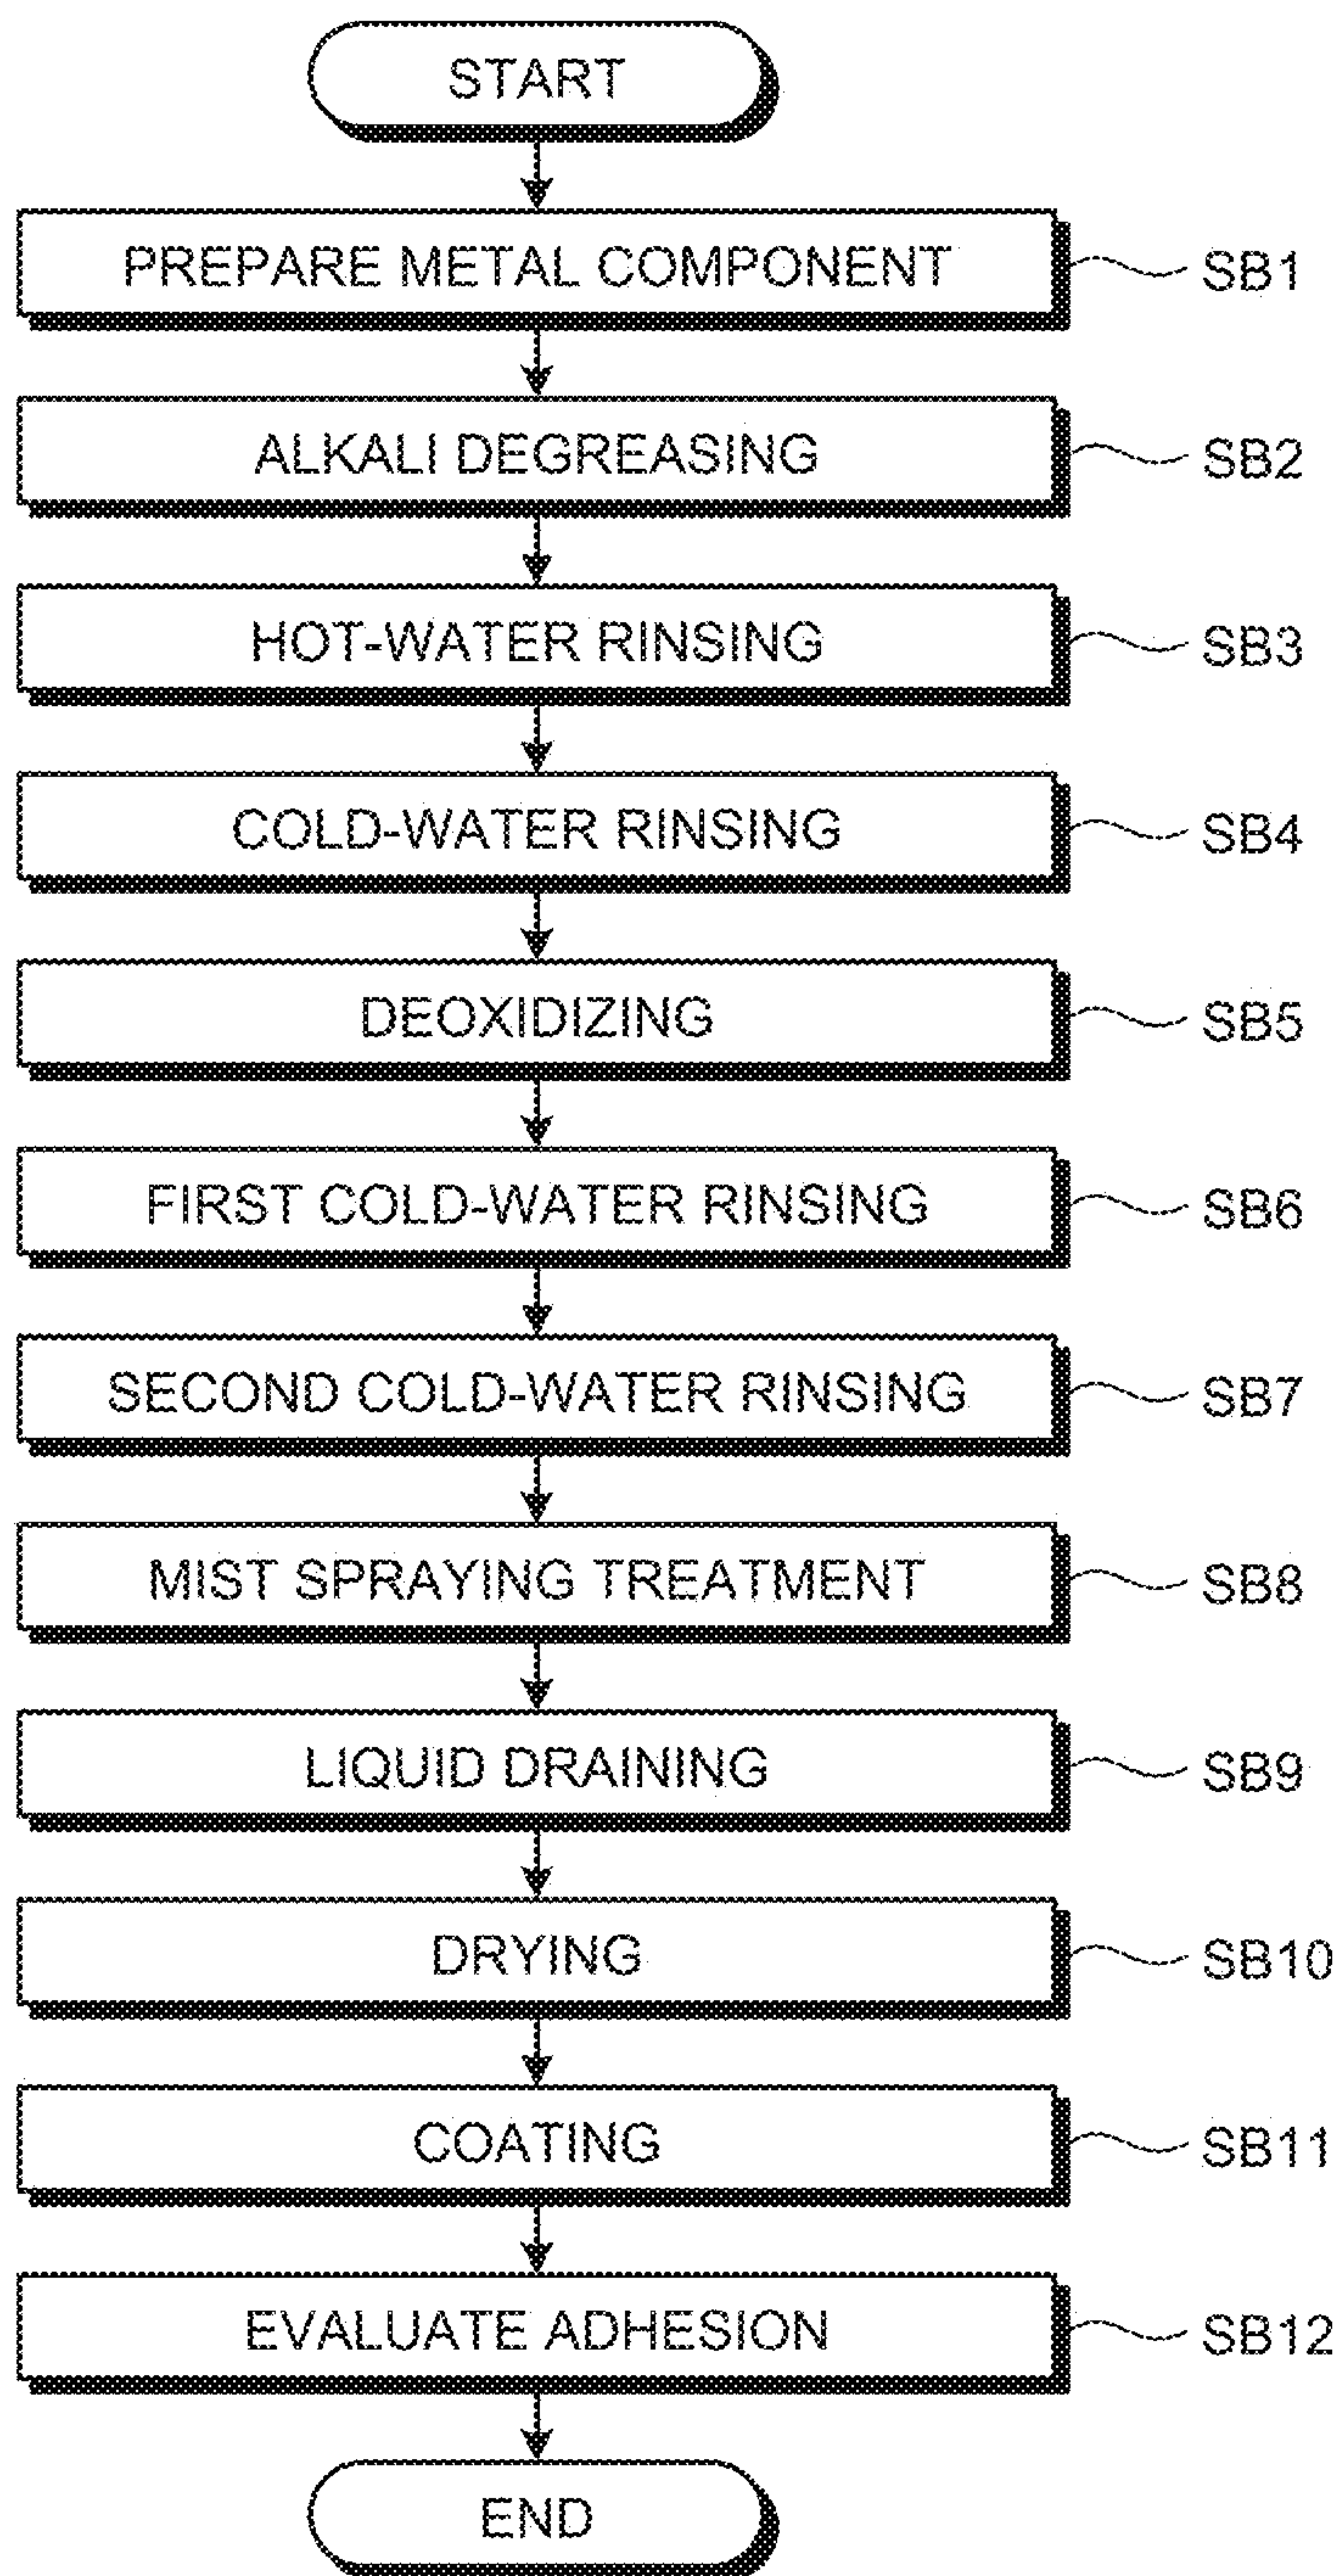 START
PREPARE METAL COMPONENT SB1
ALKALI DEGREASING SB2
HOT-WATER RINSING SB3
COLD-WATER RINSING SB4
DEOXIDIZING SB5
FIRST COLD-WATER RINSING SB6
SECOND COLD-WATER RINSING SB7
MIST SPRAYING TREATMENT SB8
LIQUID DRAINING SB9
DRYING SB10
COATING SB11
EVALUATE ADHESION SB12
END